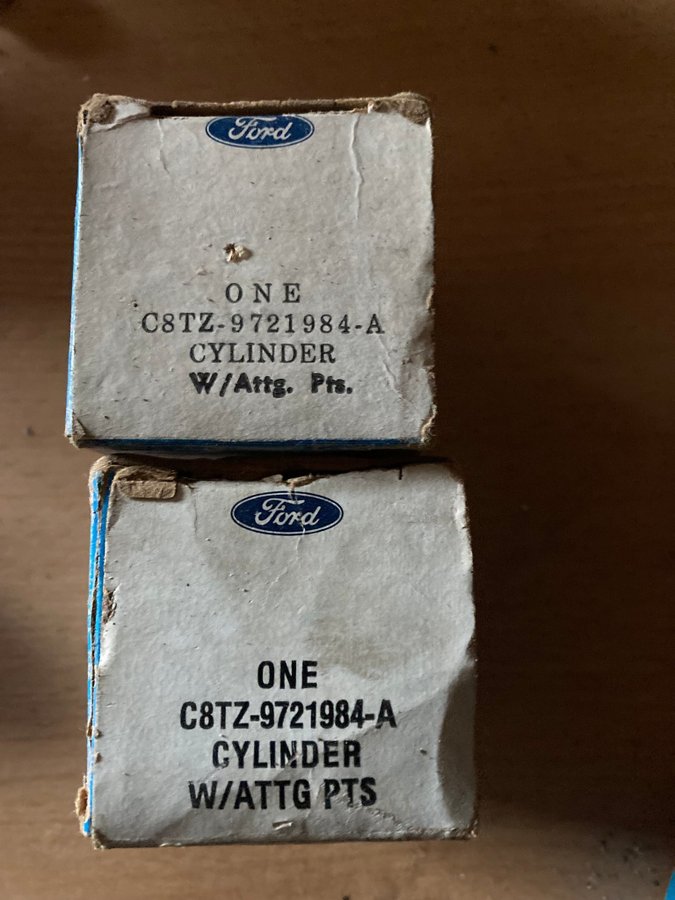 Ford
ONE
C8TZ-9721984-A
CYLINDER
W/Attg. Pts.
Ford
ONE
C8TZ-9721984-A
CYLINDER
W/ATTG PTS